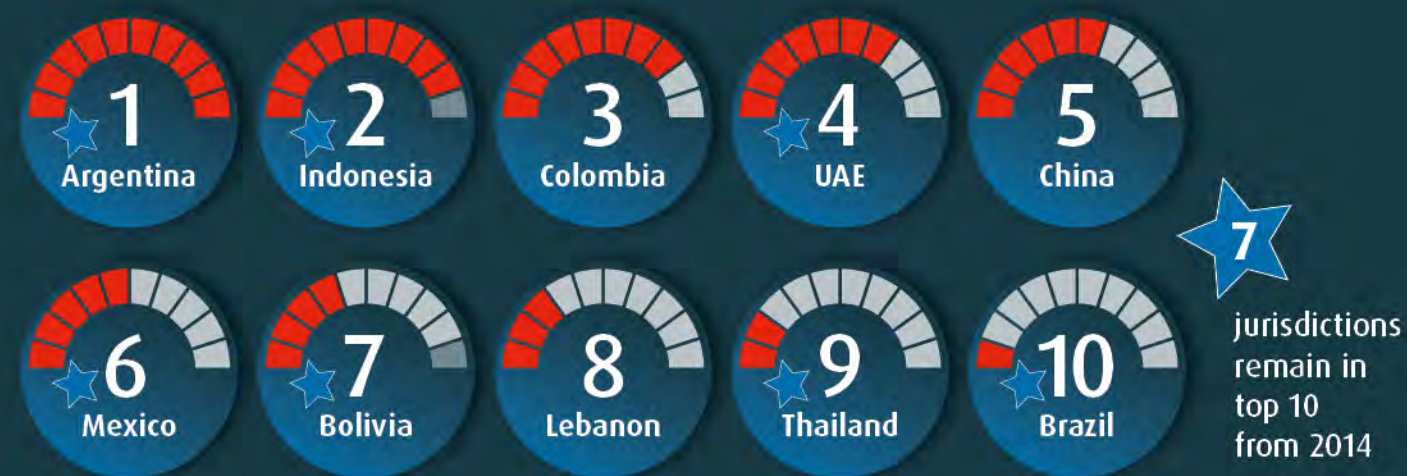 1
Argentina
2
Indonesia
3
Colombia
4
UAE
5
China
6
Mexico
7
Bolivia
8
Lebanon
9
Thailand
10
Brazil
7
jurisdictions
remain in
top 10
from 2014